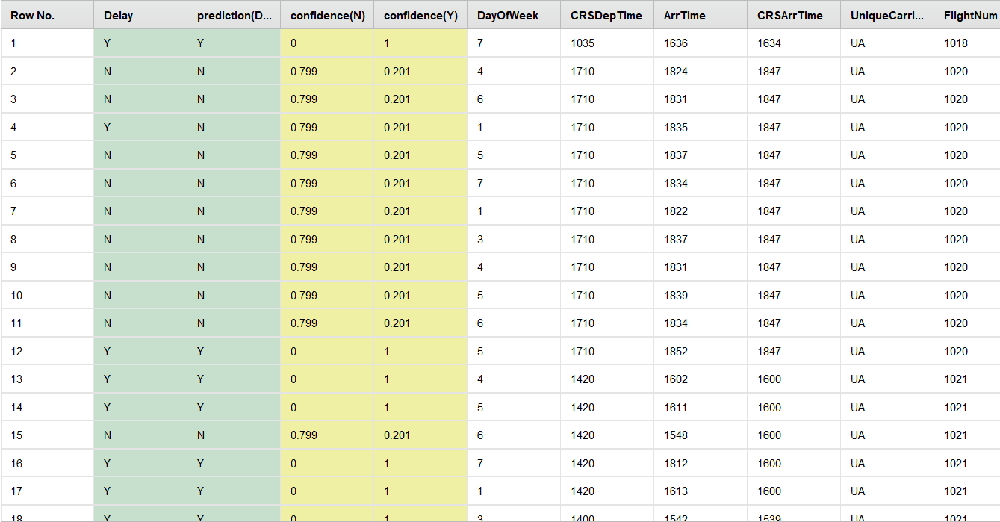 Row No. Delay prediction(D... confidence(N) confidence(Y) DayOfWeek CRSDepTime ArrTime CRSArrTime UniqueCarri... FlightNum
1 Y Y 0 1 7 1035 1636 1634 UA 1018
2 N N 0.799 0.201 4 1710 1824 1847 UA 1020
3 N N 0.799 0.201 6 1710 1831 1847 UA 1020
4 Y N 0.799 0.201 1 1710 1835 1847 UA 1020
5 N N 0.799 0.201 5 1710 1837 1847 UA 1020
6 N N 0.799 0.201 7 1710 1834 1847 UA 1020
7 N N 0.799 0.201 1 1710 1822 1847 UA 1020
8 N N 0.799 0.201 3 1710 1837 1847 UA 1020
9 N N 0.799 0.201 4 1710 1831 1847 UA 1020
10 N N 0.799 0.201 5 1710 1839 1847 UA 1020
11 N N 0.799 0.201 6 1710 1834 1847 UA 1020
12 Y Y 0 1 5 1710 1852 1847 UA 1020
13 Y Y 0 1 4 1420 1602 1600 UA 1021
14 Y Y 0 1 5 1420 1611 1600 UA 1021
15 N N 0.799 0.201 6 1420 1548 1600 UA 1021
16 Y Y 0 1 7 1420 1812 1600 UA 1021
17 Y Y 0 1 1 1420 1613 1600 UA 1021
18 Y Y 0 1 3 1400 1542 1539 UA 1021